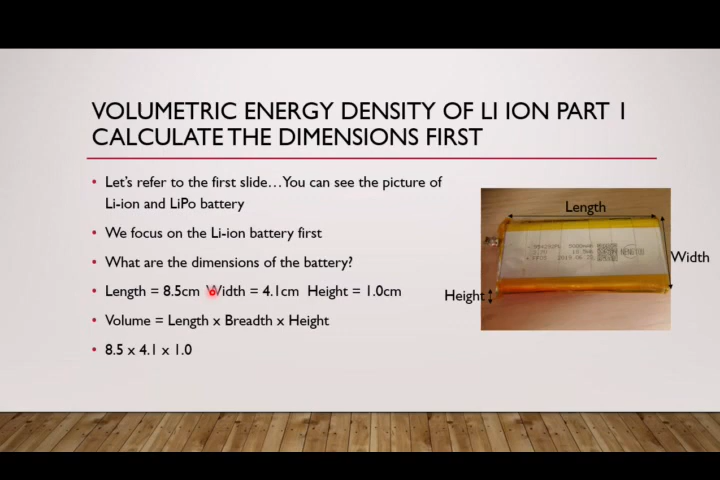 VOLUMETRIC ENERGY DENSITY OF LI ION PART 1
CALCULATE THE DIMENSIONS FIRST
• Let's refer to the first slide…You can see the picture of
Li-ion and LiPo battery
• We focus on the Li-ion battery first
• What are the dimensions of the battery?
• Length = 8.5cm Width = 4.1cm Height = 1.0cm
• Volume = Length x Breadth x Height
• 8.5 x 4.1 x 1.0
Length
Width
Height
5000mAh